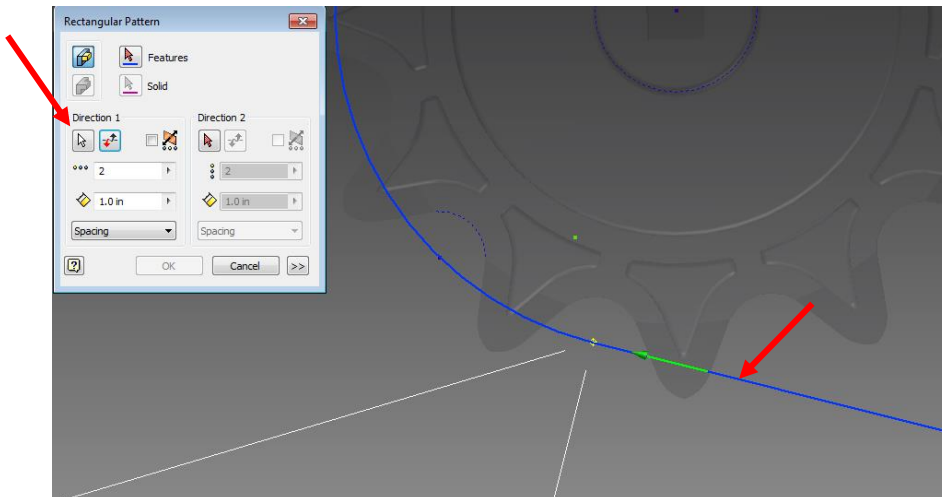 Rectangular Pattern
Features
Solid
Direction 1
Direction 2
2
2
1.0 in
1.0 in
Spacing
Spacing
?
OK
Cancel
>>